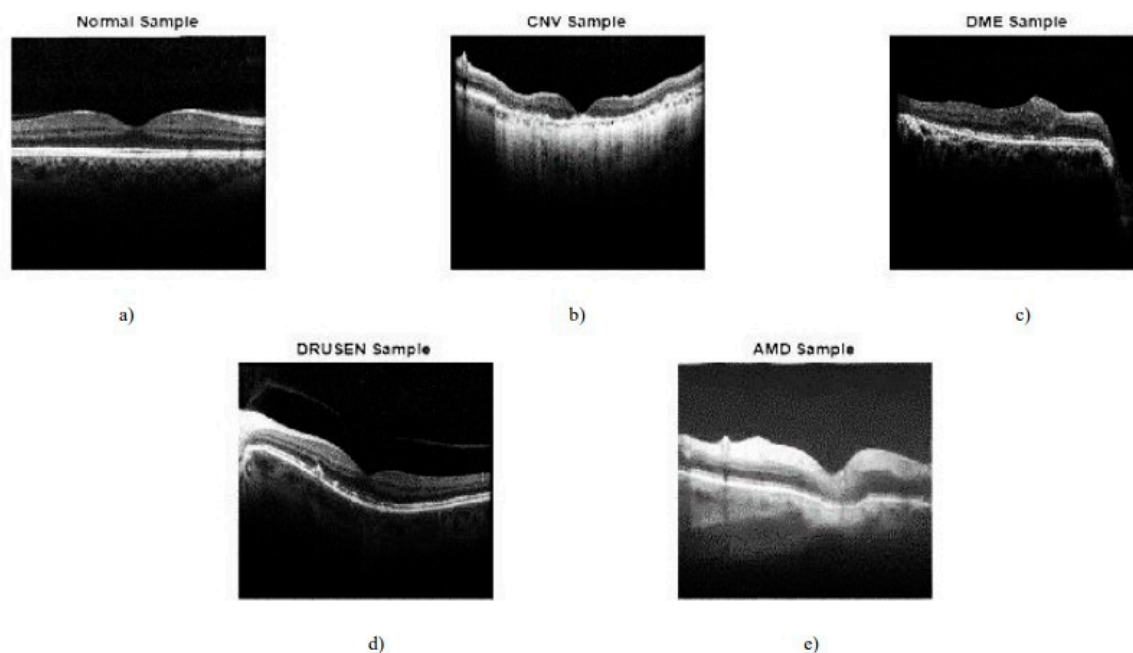 Normal Sample
CNV Sample
DME Sample
a)
b)
c)
DRUSEN Sample
AMD Sample
d)
e)